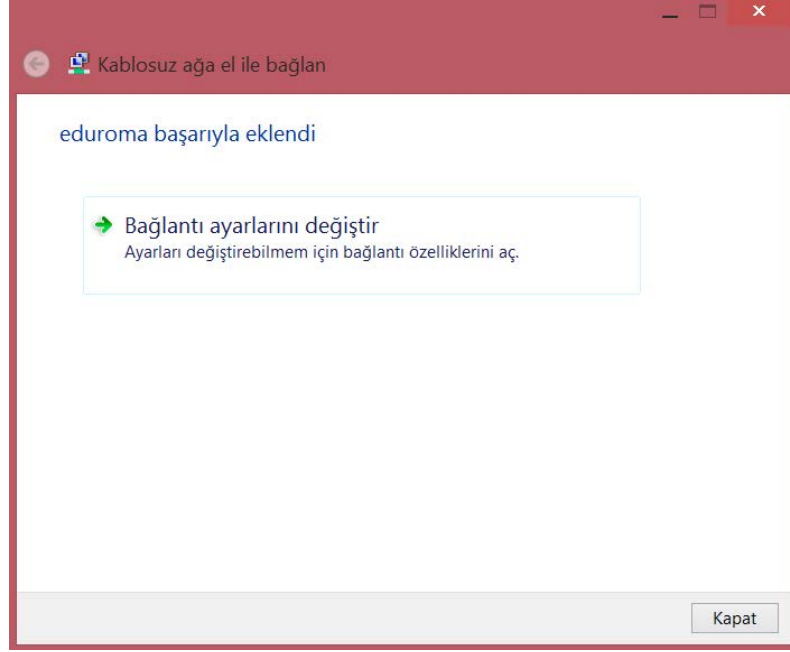 Kablosuz ağa el ile bağlan
eduroma başarıyla eklendi
Bağlantı ayarlarını değiştir
Ayarları değiştirebilmem için bağlantı özelliklerini aç.
Kapat